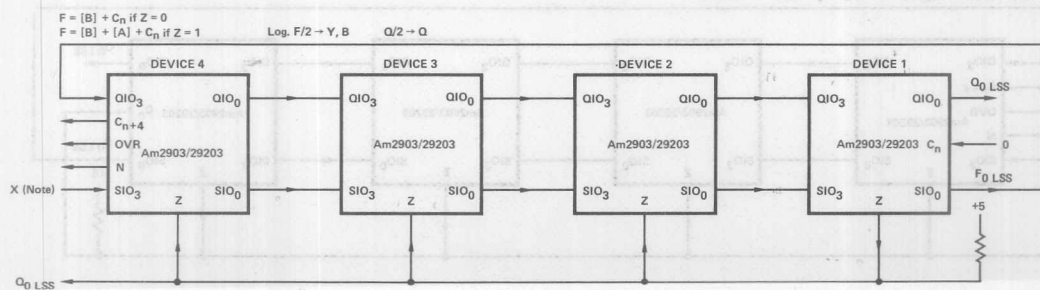 F = [B] + Cn if Z = 0
F = [B] + [A] + Cn if Z = 1 Log. F/2 → Y, B Q/2 → Q
DEVICE 4 DEVICE 3 DEVICE 2 DEVICE 1
QIO3 QIO0 QIO3 QIO0 QIO3 QIO0 QIO3 QIO0 Q0 LSS
Cn+4
OVR Am2903/29203 Am2903/29203 Am2903/29203 Am2903/29203 Cn 0
N
X (Note) SIO3 SIO0 SIO3 SIO0 SIO3 SIO0 SIO3 SIO0 F0 LSS
Z Z Z Z +5
Q0 LSS